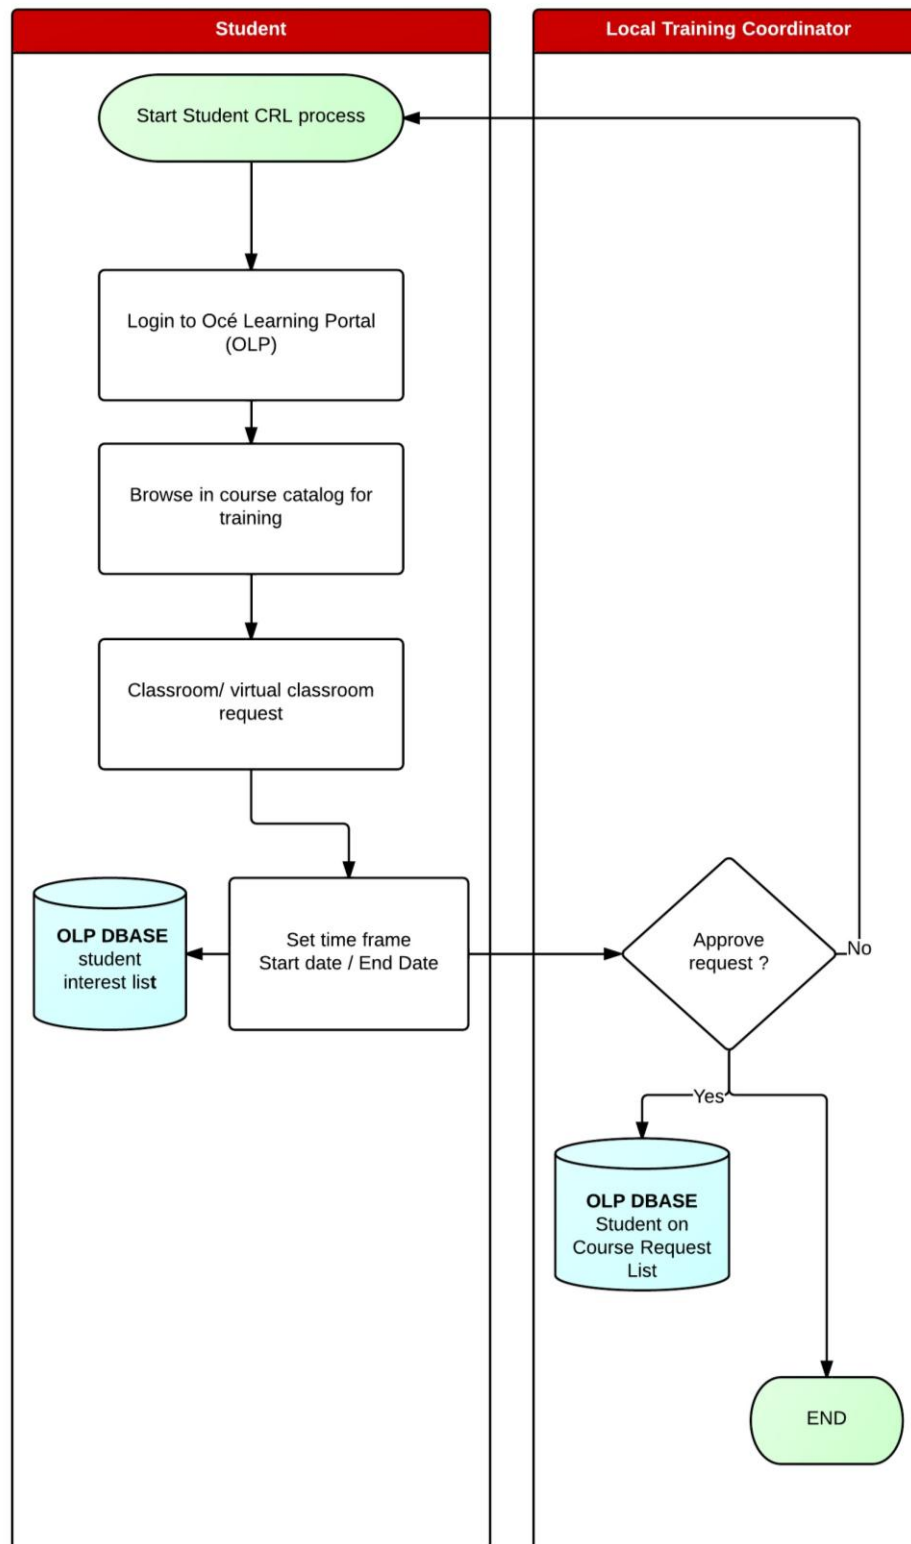 Student
Local Training Coordinator
Start Student CRL process
Login to Océ Learning Portal
(OLP)
Browse in course catalog for
training
Classroom/ virtual classroom
request
OLP DBASE
student
interest list
Set time frame
Start date / End Date
Approve
request ?
No
Yes
OLP DBASE
Student on
Course Request
List
END